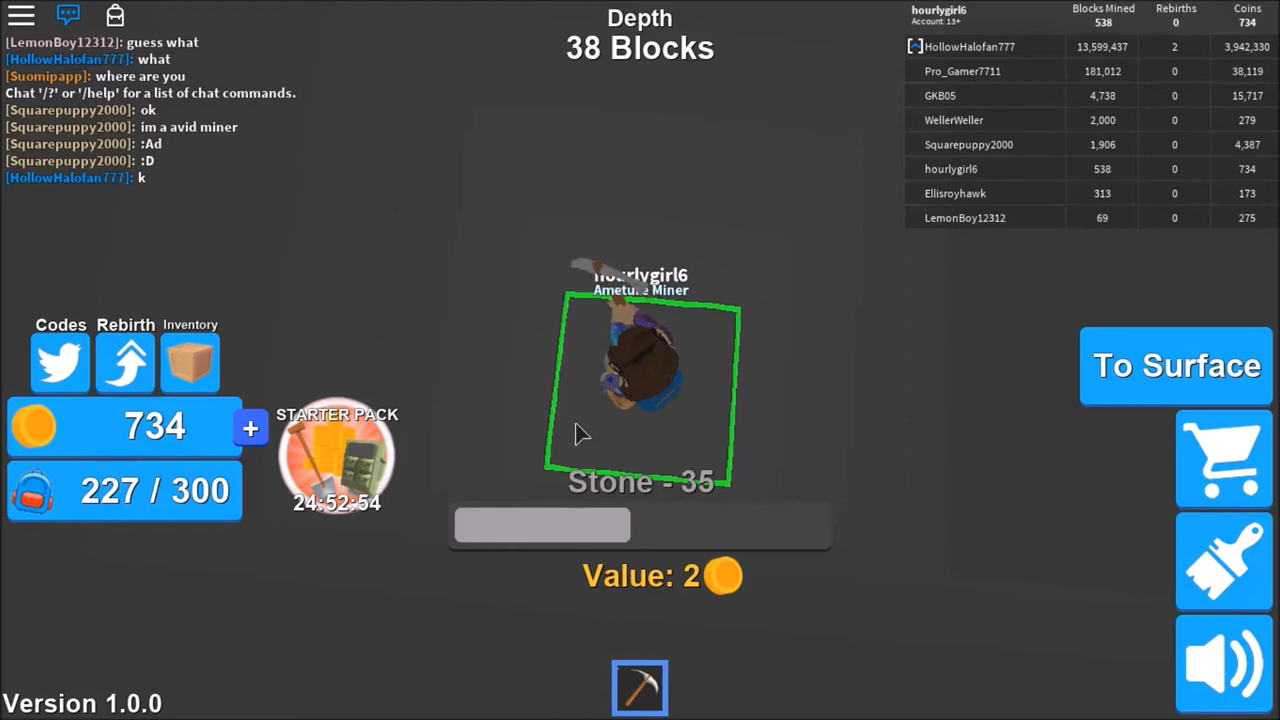 Depth
38 Blocks
[LemonBoy12312]: guess what
[HollowHalofan777]: what
[Suomipapp]: where are you
Chat '/?' or '/help' for a list of chat commands.
[Squarepuppy2000]: ok
[Squarepuppy2000]: im a avid miner
[Squarepuppy2000]: :Ad
[Squarepuppy2000]: :D
[HollowHalofan777]: k
hourlygirl6
Account: 13+
Blocks Mined
538
Rebirths
0
Coins
734
HollowHalofan777 13,599,437 2 3,942,330
Pro_Gamer7711 181,012 0 38,119
GKB05 4,738 0 15,717
WellerWeller 2,000 0 279
Squarepuppy2000 1,906 0 4,387
hourlygirl6 538 0 734
Ellisroyhawk 313 0 173
LemonBoy12312 69 0 275
hourlygirl6
Ameture Miner
Codes Rebirth Inventory
734 +
227 / 300
STARTER PACK
24:52:54
Stone - 35
Value: 2
To Surface
Version 1.0.0